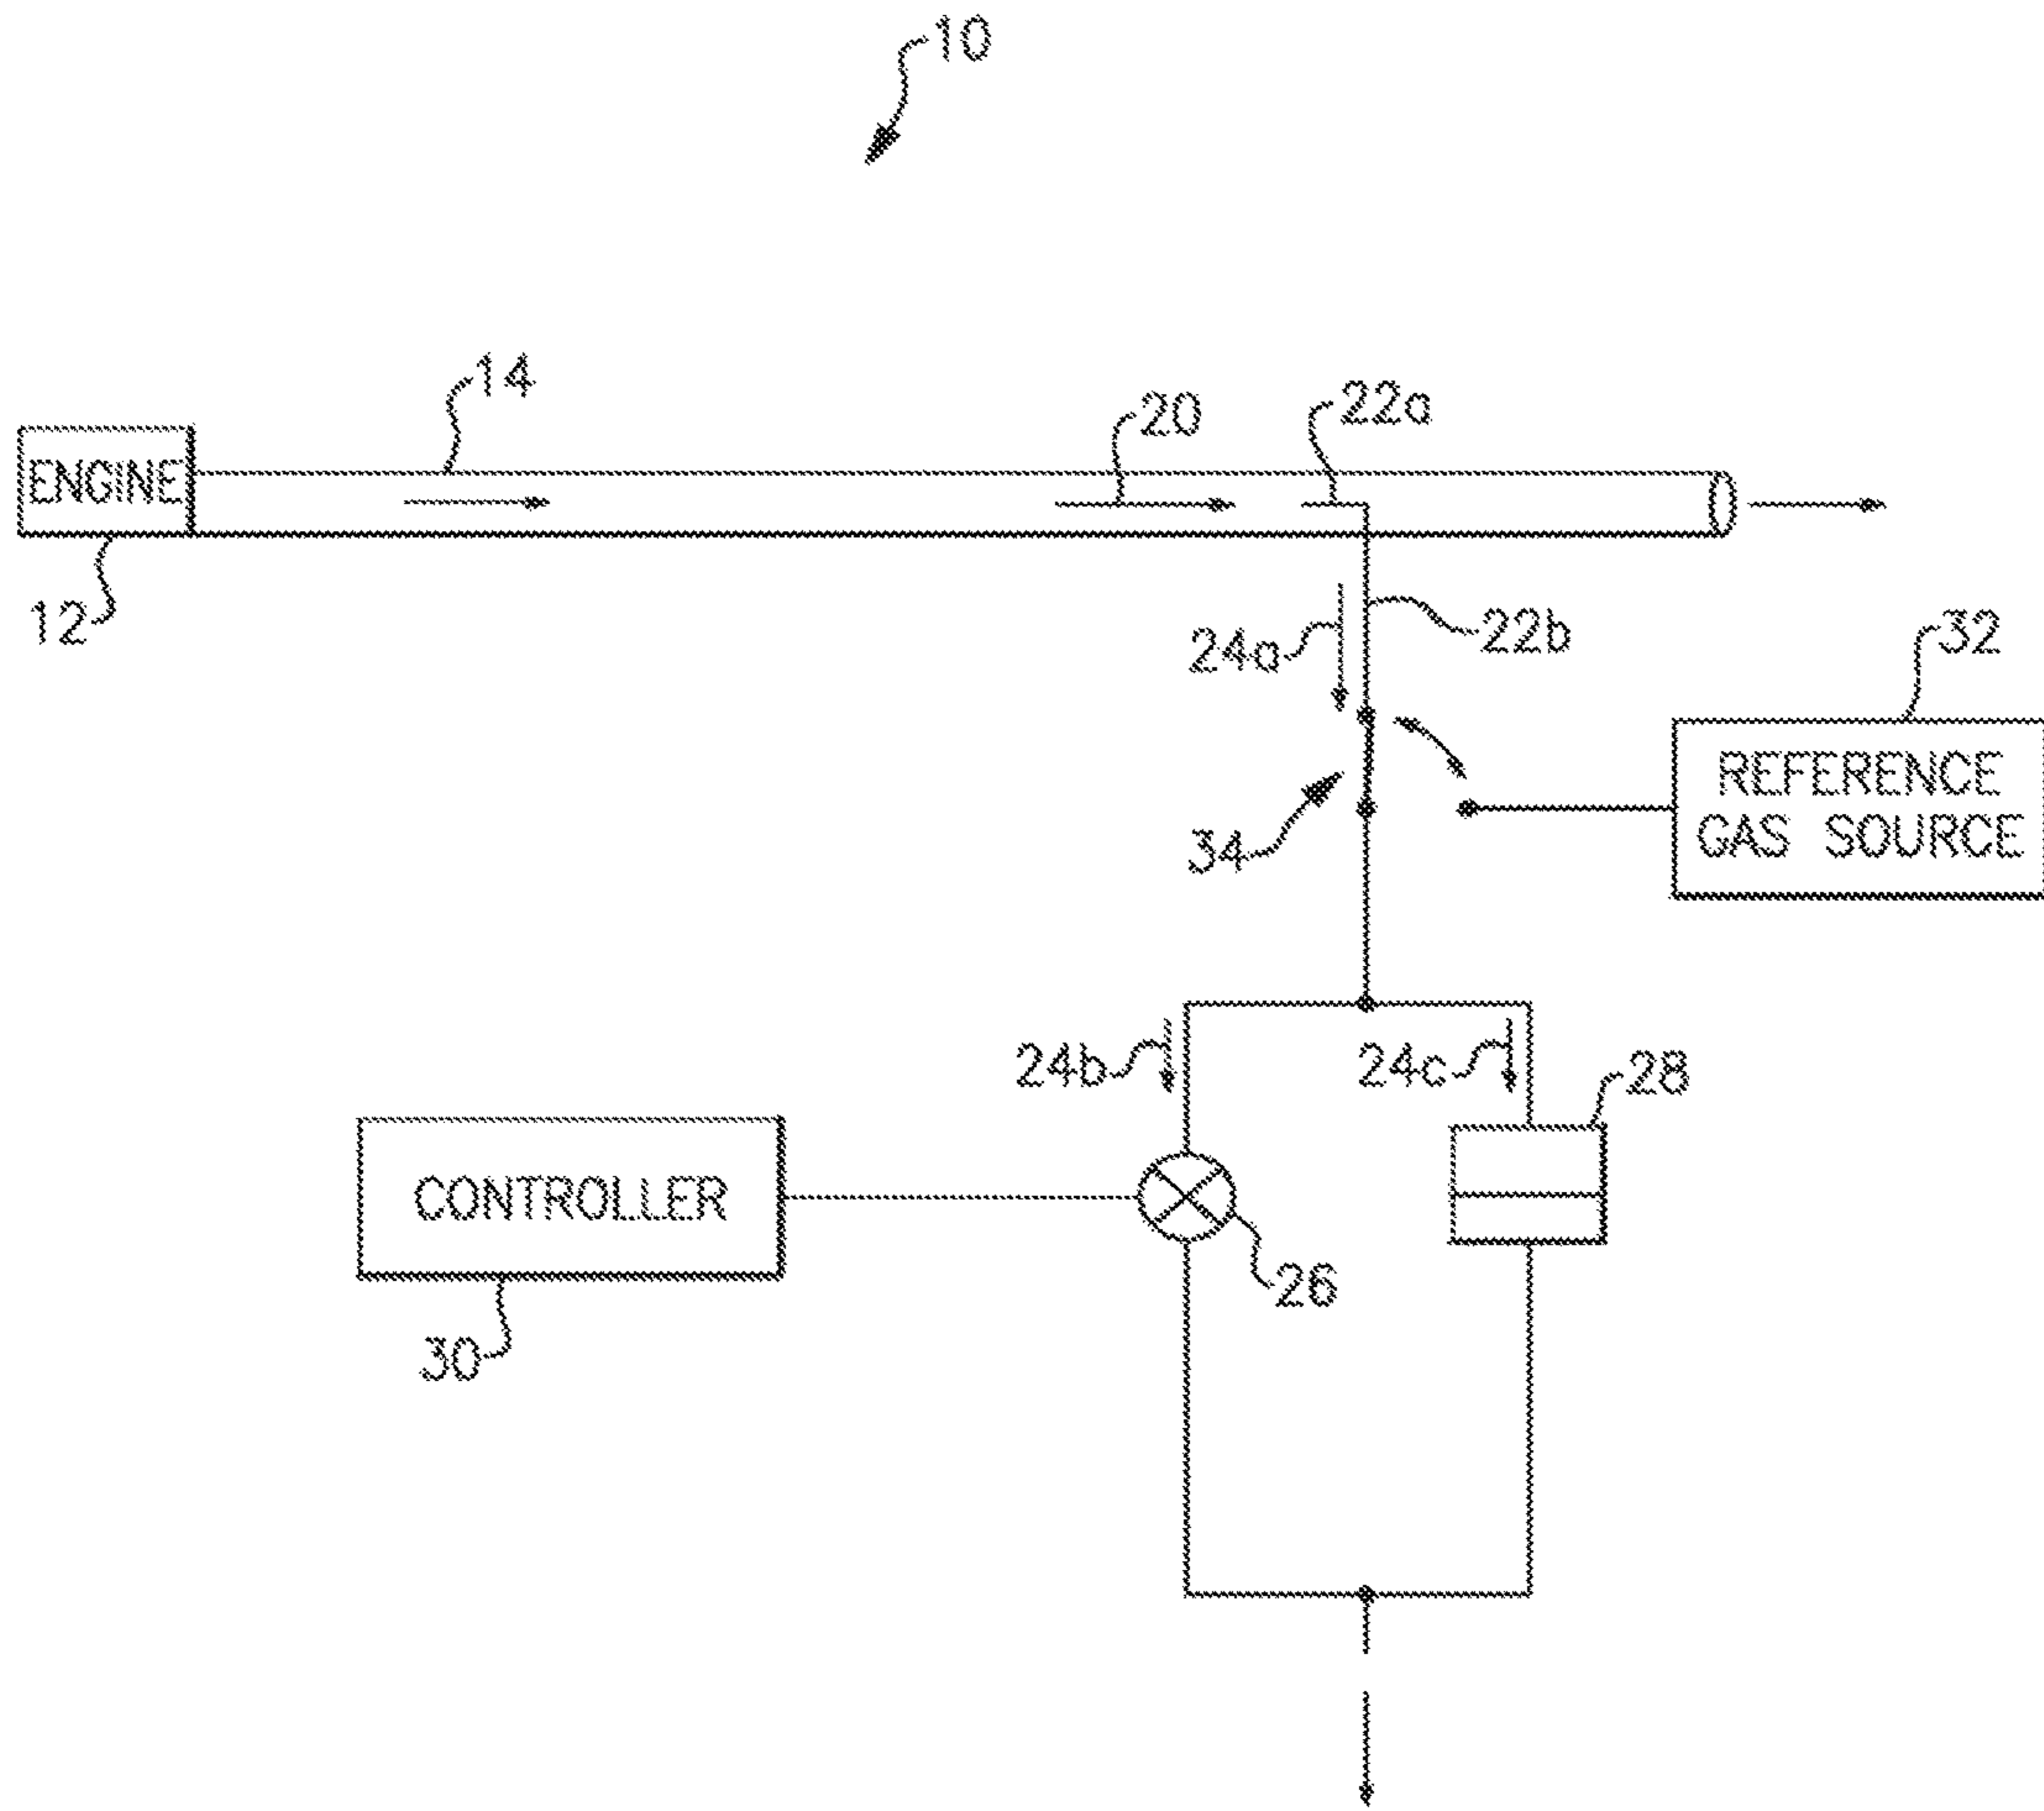 10
14
20
22a
ENGINE
12
24a
22b
32
REFERENCE
GAS SOURCE
34
24b
24c
28
CONTROLLER
26
30